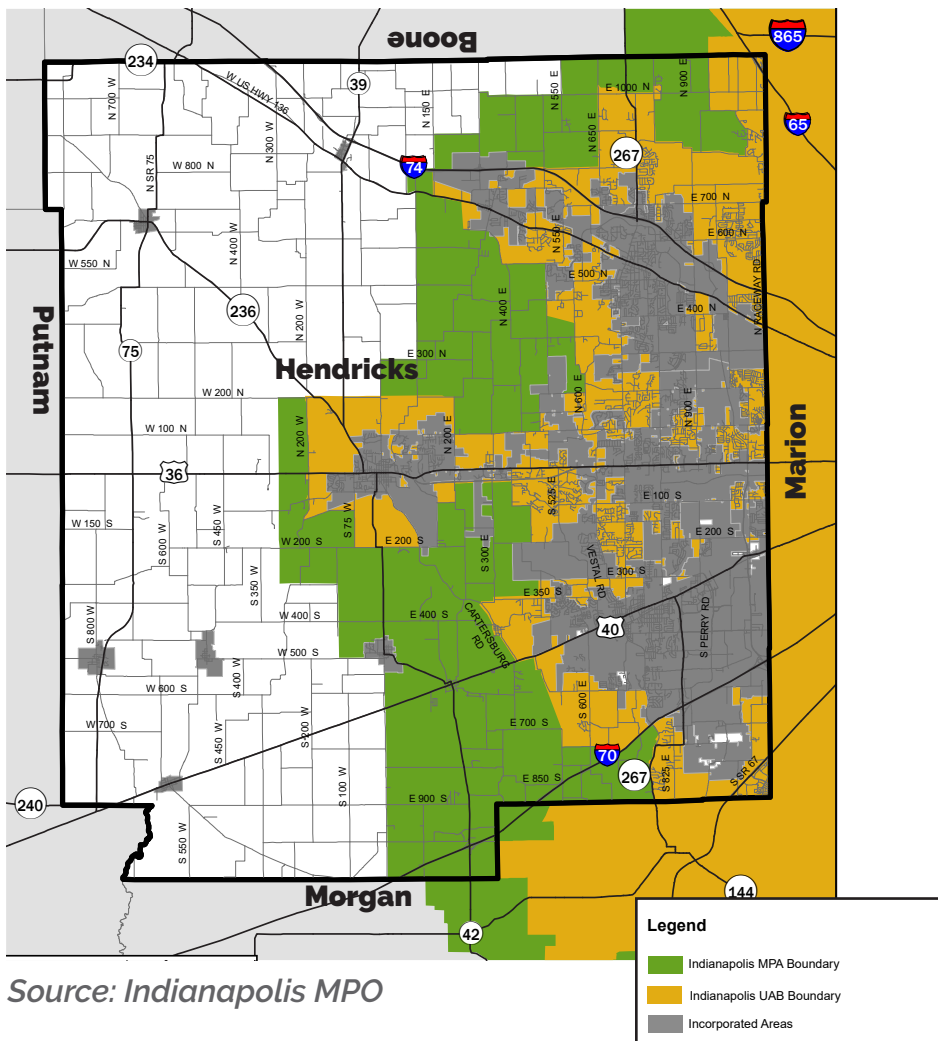 Boone
865
234
N 700 W
W US HWY 136
39
N 150 E
N 550 E
E 1000 N
N 900 E
65
N SR 75
W 800 N
N 300 W
74
N 650 E
267
E 700 N
N 400 W
N 550 E
E 600 N
W 550 N
E 500 N
N RACEWAY RD
236
N 200 W
N 400 E
E 400 N
Putnam
75
Hendricks
E 300 N
W 200 N
N 600 E
N 900 E
W 100 N
N 200 W
N 200 E
Marion
36
S 525 E
E 100 S
W 150 S
S 600 W
S 450 W
S 75 W
W 200 S
E 200 S
S 300 E
E 200 S
VESTAL RD
E 300 S
S 350 W
E 350 S
S 800 W
W 400 S
E 400 S
CARTERSBURG RD
40
S PERRY RD
W 500 S
S 400 W
W 600 S
S 600 E
W 700 S
S 450 W
S 200 W
E 700 S
70
267
S 825 E
S SR 67
S 100 W
E 850 S
240
E 900 S
S 550 W
Morgan
144
42
Legend
Indianapolis MPA Boundary
Indianapolis UAB Boundary
Incorporated Areas
Source: Indianapolis MPO